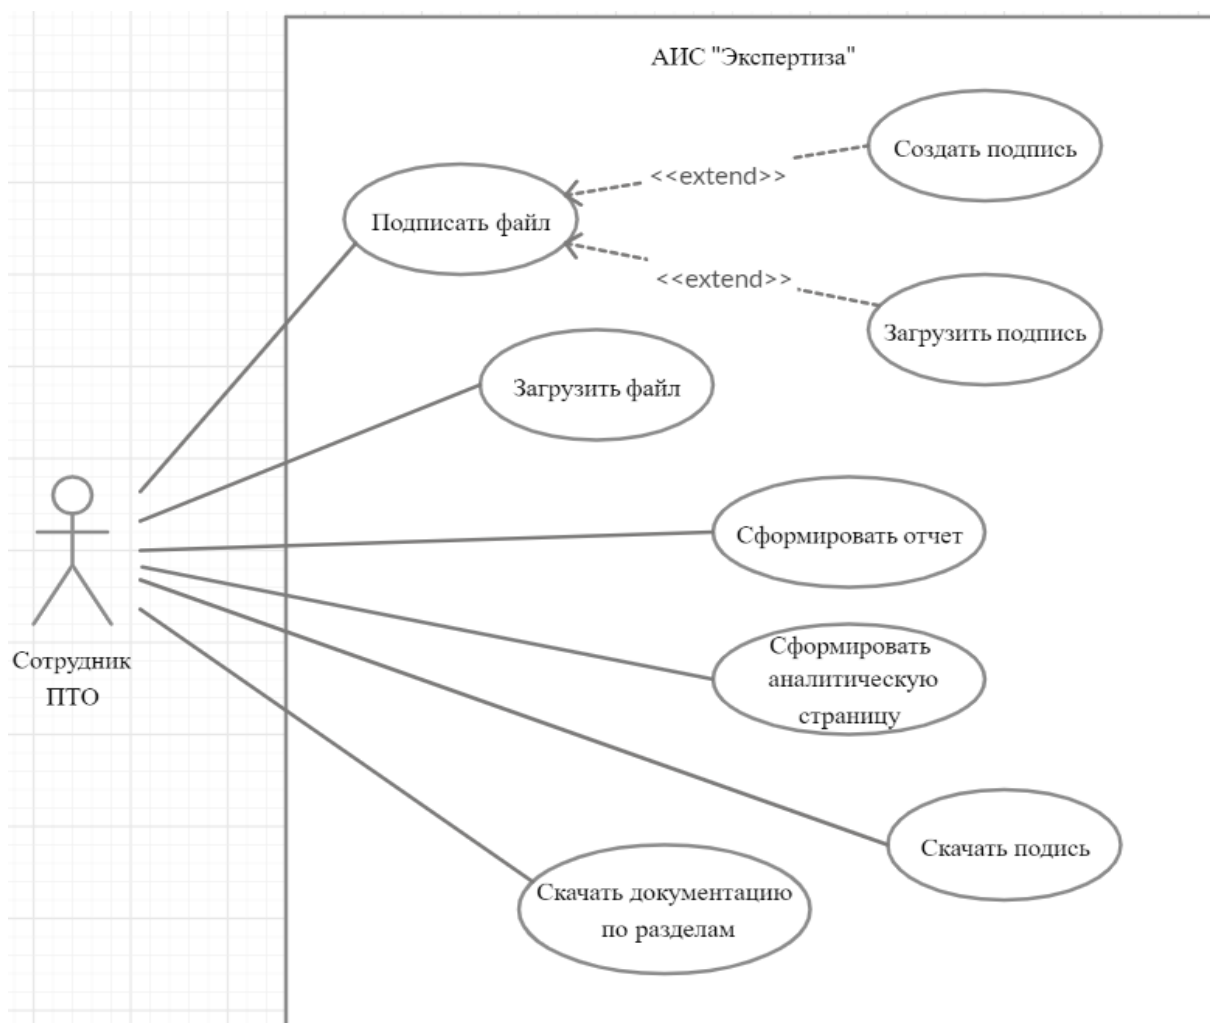 АИС "Экспертиза"
Создать подпись
<<extend>>
Подписать файл
<<extend>>
Загрузить подпись
Загрузить файл
Сформировать отчет
Сотрудник
ПТО
Сформировать
аналитическую
страницу
Скачать подись
Скачать документацию
по разделам